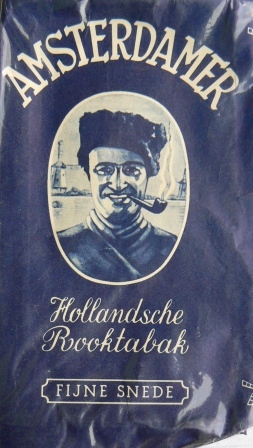 AMSTERDAMER
Hollandsche
Rooktabak
FIJNE SNEDE